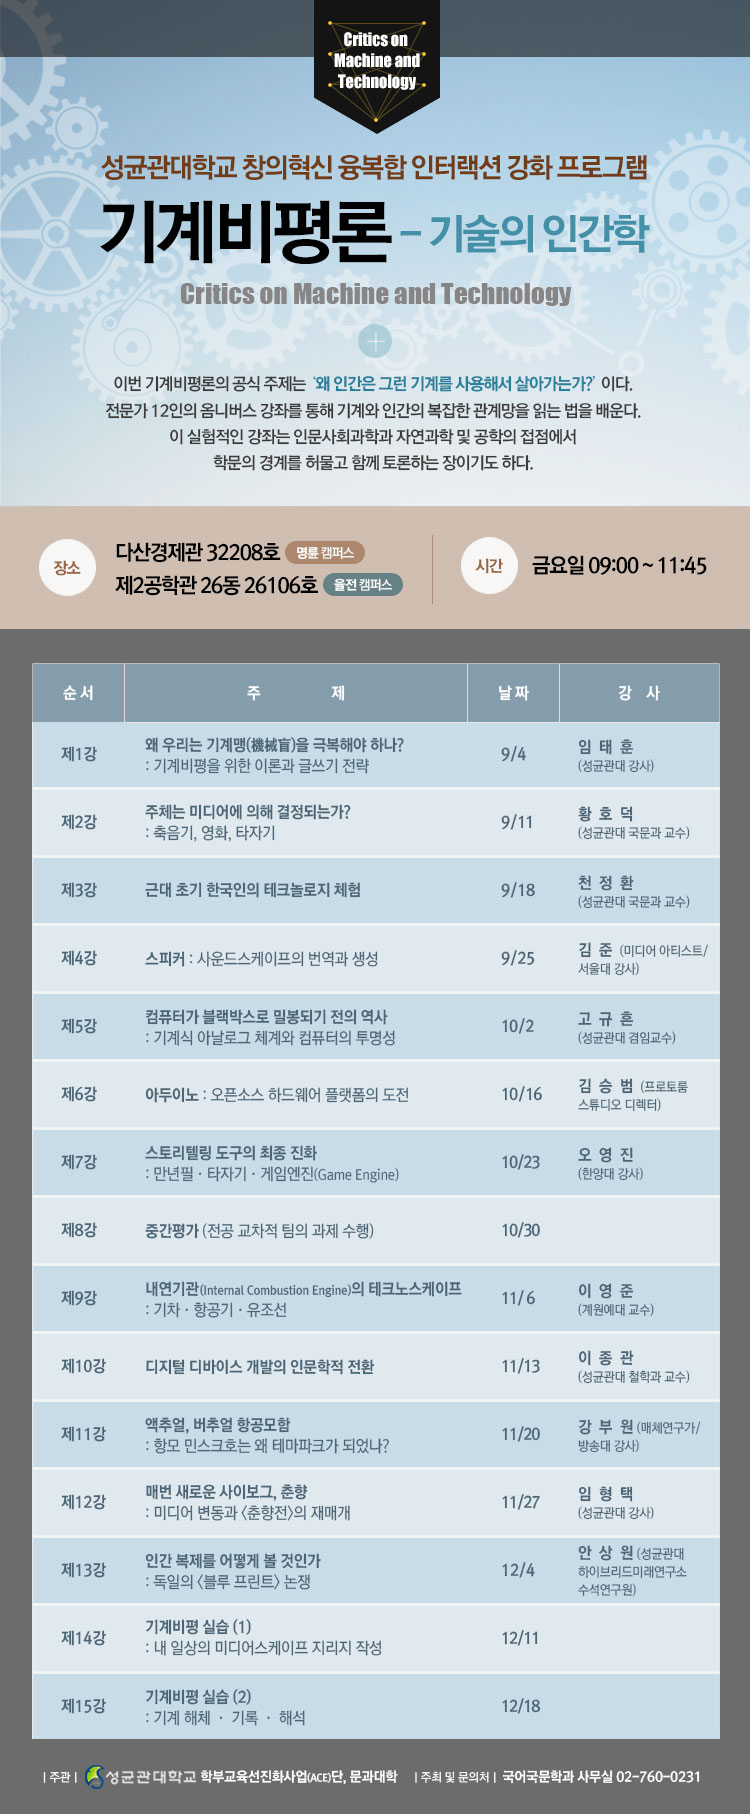 Critics on
Machine and
Technology
성균관대학교 창의혁신 융복합 인터랙션 강화 프로그램
기계비평론 - 기술의 인간학
Critics on Machine and Technology
이번 기계비평론의 공식 주제는 '왜 인간은 그런 기계를 사용해서 살아가는가?' 이다.
전문가 12인의 옴니버스 강좌를 통해 기계와 인간의 복잡한 관계망을 읽는 법을 배운다.
이 실험적인 강좌는 인문사회과학과 자연과학 및 공학의 접점에서
학문의 경계를 허물고 함께 토론하는 장이기도 하다.
장소
다산경제관 32208호 명륜 캠퍼스
제2공학관 26동 26106호 율전 캠퍼스
시간
금요일 09:00 ~ 11:45
순서 주 제 날짜 강 사
제1강
왜 우리는 기계맹(機械盲)을 극복해야 하나?
: 기계비평을 위한 이론과 글쓰기 전략
9/4
임 태 훈
(성균관대 강사)
제2강
주체는 미디어에 의해 결정되는가?
: 축음기, 영화, 타자기
9/11
황 호 덕
(성균관대 국문과 교수)
제3강
근대 초기 한국인의 테크놀로지 체험
9/18
천 정 환
(성균관대 국문과 교수)
제4강
스피커 : 사운드스케이프의 번역과 생성
9/25
김 준 (미디어 아티스트/
서울대 강사)
제5강
컴퓨터가 블랙박스로 밀봉되기 전의 역사
: 기계식 아날로그 체계와 컴퓨터의 투명성
10/2
고 규 흔
(성균관대 겸임교수)
제6강
아두이노 : 오픈소스 하드웨어 플랫폼의 도전
10/16
김 승 범 (프로토룸
스튜디오 디렉터)
제7강
스토리텔링 도구의 최종 진화
: 만년필 · 타자기 · 게임엔진(Game Engine)
10/23
오 영 진
(한양대 강사)
제8강
중간평가 (전공 교차적 팀의 과제 수행)
10/30
제9강
내연기관(Internal Combustion Engine)의 테크노스케이프
: 기차 · 항공기 · 유조선
11/ 6
이 영 준
(계원예대 교수)
제10강
디지털 디바이스 개발의 인문학적 전환
11/13
이 종 관
(성균관대 철학과 교수)
제11강
액추얼, 버추얼 항공모함
: 항모 민스크호는 왜 테마파크가 되었나?
11/20
강 부 원 (매체연구가/
방송대 강사)
제12강
매번 새로운 사이보그, 춘향
: 미디어 변동과 〈춘향전〉의 재매개
11/27
임 형 택
(성균관대 강사)
제13강
인간 복제를 어떻게 볼 것인가
: 독일의 〈블루 프린트〉 논쟁
12/4
안 상 원 (성균관대
하이브리드미래연구소
수석연구원)
제14강
기계비평 실습 (1)
: 내 일상의 미디어스케이프 지리지 작성
12/11
제15강
기계비평 실습 (2)
: 기계 해체 · 기록 · 해석
12/18
| 주관 | 성균관대학교 학부교육선진화사업(ACE)단, 문과대학 | 주최 및 문의처 | 국어국문학과 사무실 02-760-0231